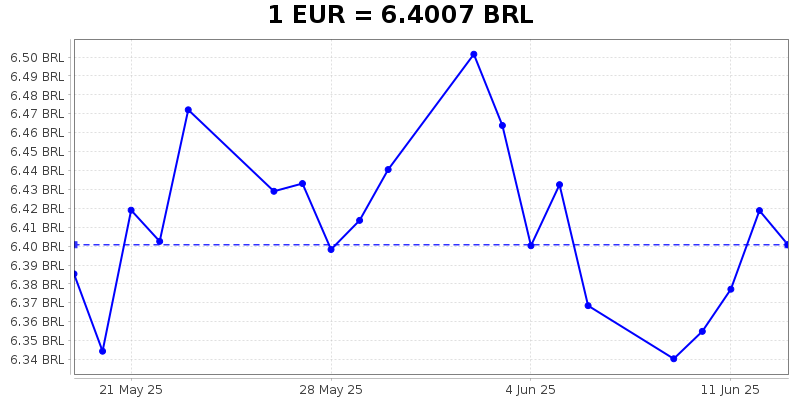 1 EUR = 6.4007 BRL
6.50 BRL
6.49 BRL
6.48 BRL
6.47 BRL
6.46 BRL
6.45 BRL
6.44 BRL
6.43 BRL
6.42 BRL
6.41 BRL
6.40 BRL
6.39 BRL
6.38 BRL
6.37 BRL
6.36 BRL
6.35 BRL
6.34 BRL
21 May 25
28 May 25
4 Jun 25
11 Jun 25